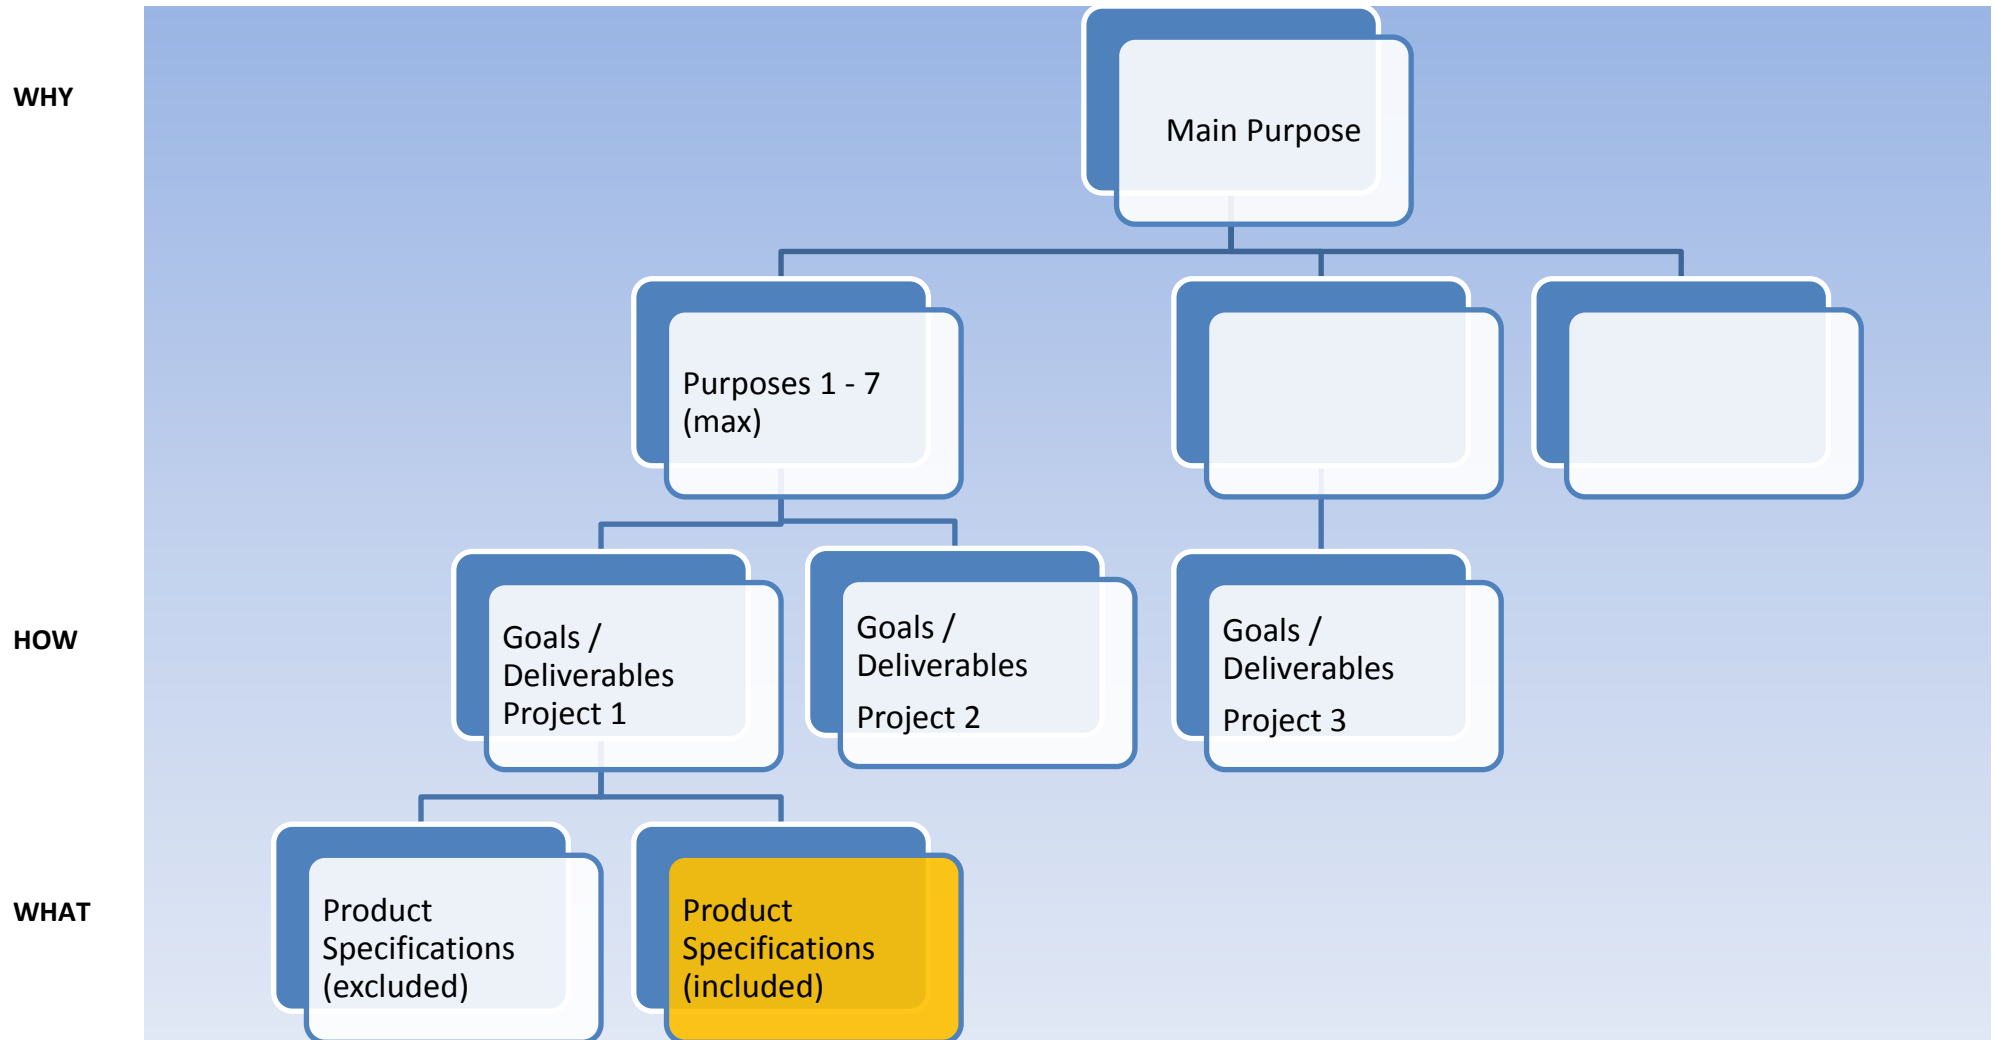 WHY
Main Purpose
Purposes 1 - 7
(max)
HOW
Goals /
Deliverables
Project 1
Goals /
Deliverables
Project 2
Goals /
Deliverables
Project 3
WHAT
Product
Specifications
(excluded)
Product
Specifications
(included)